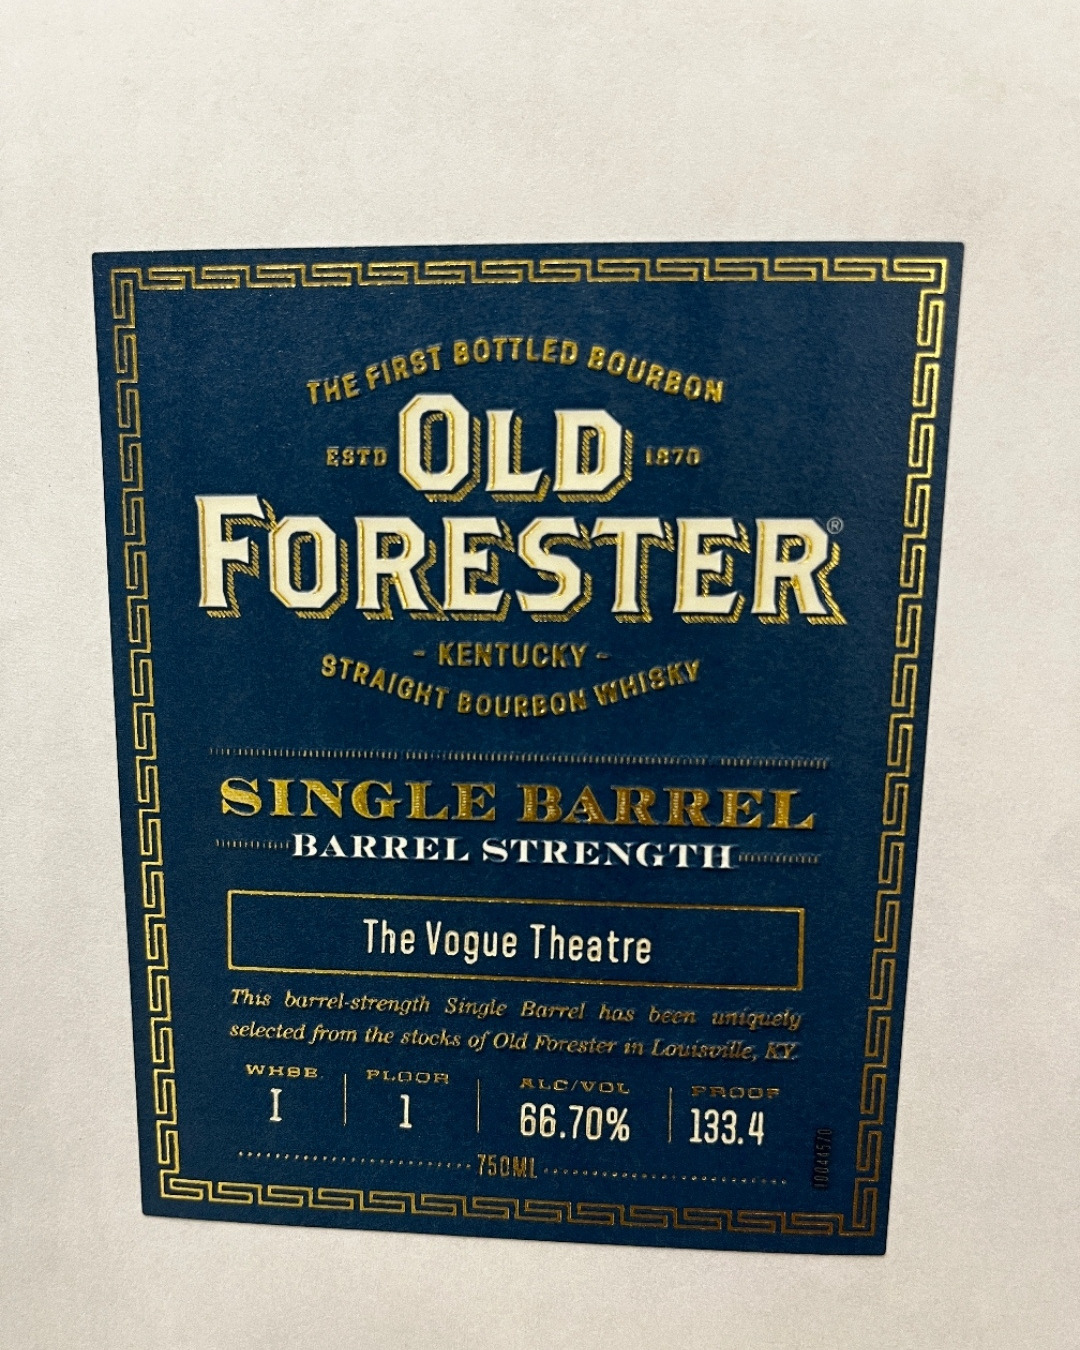 THE FIRST BOTTLED BOURBON
ESTD OLD 1870
FORESTER®
- KENTUCKY -
STRAIGHT BOURBON WHISKY
SINGLE BARREL
BARREL STRENGTH
The Vogue Theatre
This barrel-strength Single Barrel has been uniquely
selected from the stocks of Old Forester in Louisville, KY.
WHSE. FLOOR ALC/VOL PROOF
I 1 66.70% 133.4
750ML